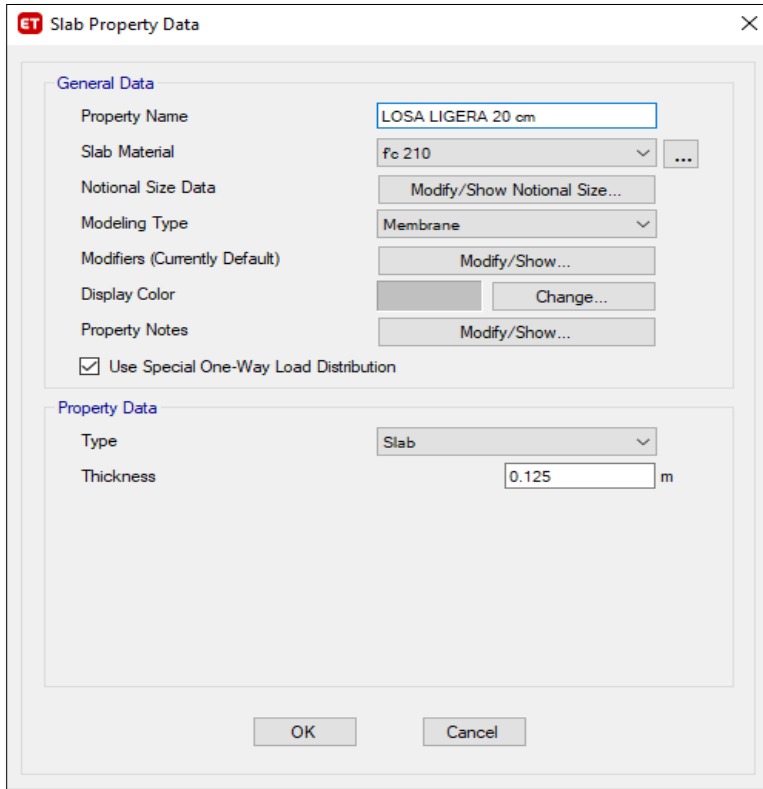 ET Slab Property Data
General Data
Property Name LOSA LIGERA 20 cm
Slab Material f'c 210 ...
Notional Size Data Modify/Show Notional Size...
Modeling Type Membrane
Modifiers (Currently Default) Modify/Show...
Display Color Change...
Property Notes Modify/Show...
Use Special One-Way Load Distribution
Property Data
Type Slab
Thickness 0.125 m
OK Cancel